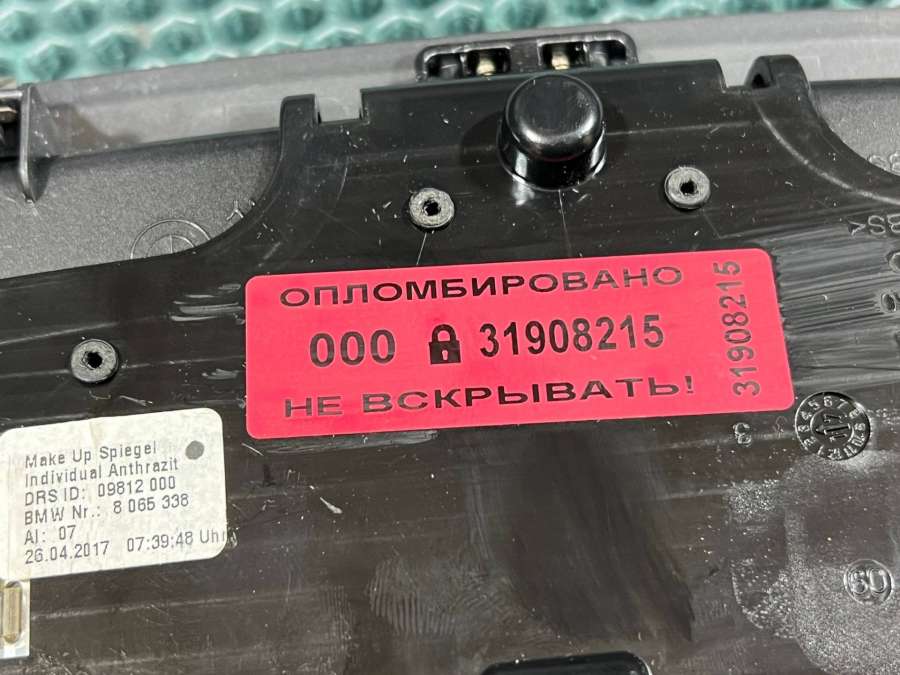 ОПЛОМБИРОВАНО
000 31908215
НЕ ВСКРЫВАТЬ!
31908215
Make Up Spiegel
Individual Anthrazit
DRS ID: 09812 000
BMW Nr.: 8 065 338
AI: 07
26.04.2017 07:39:48 Uhr